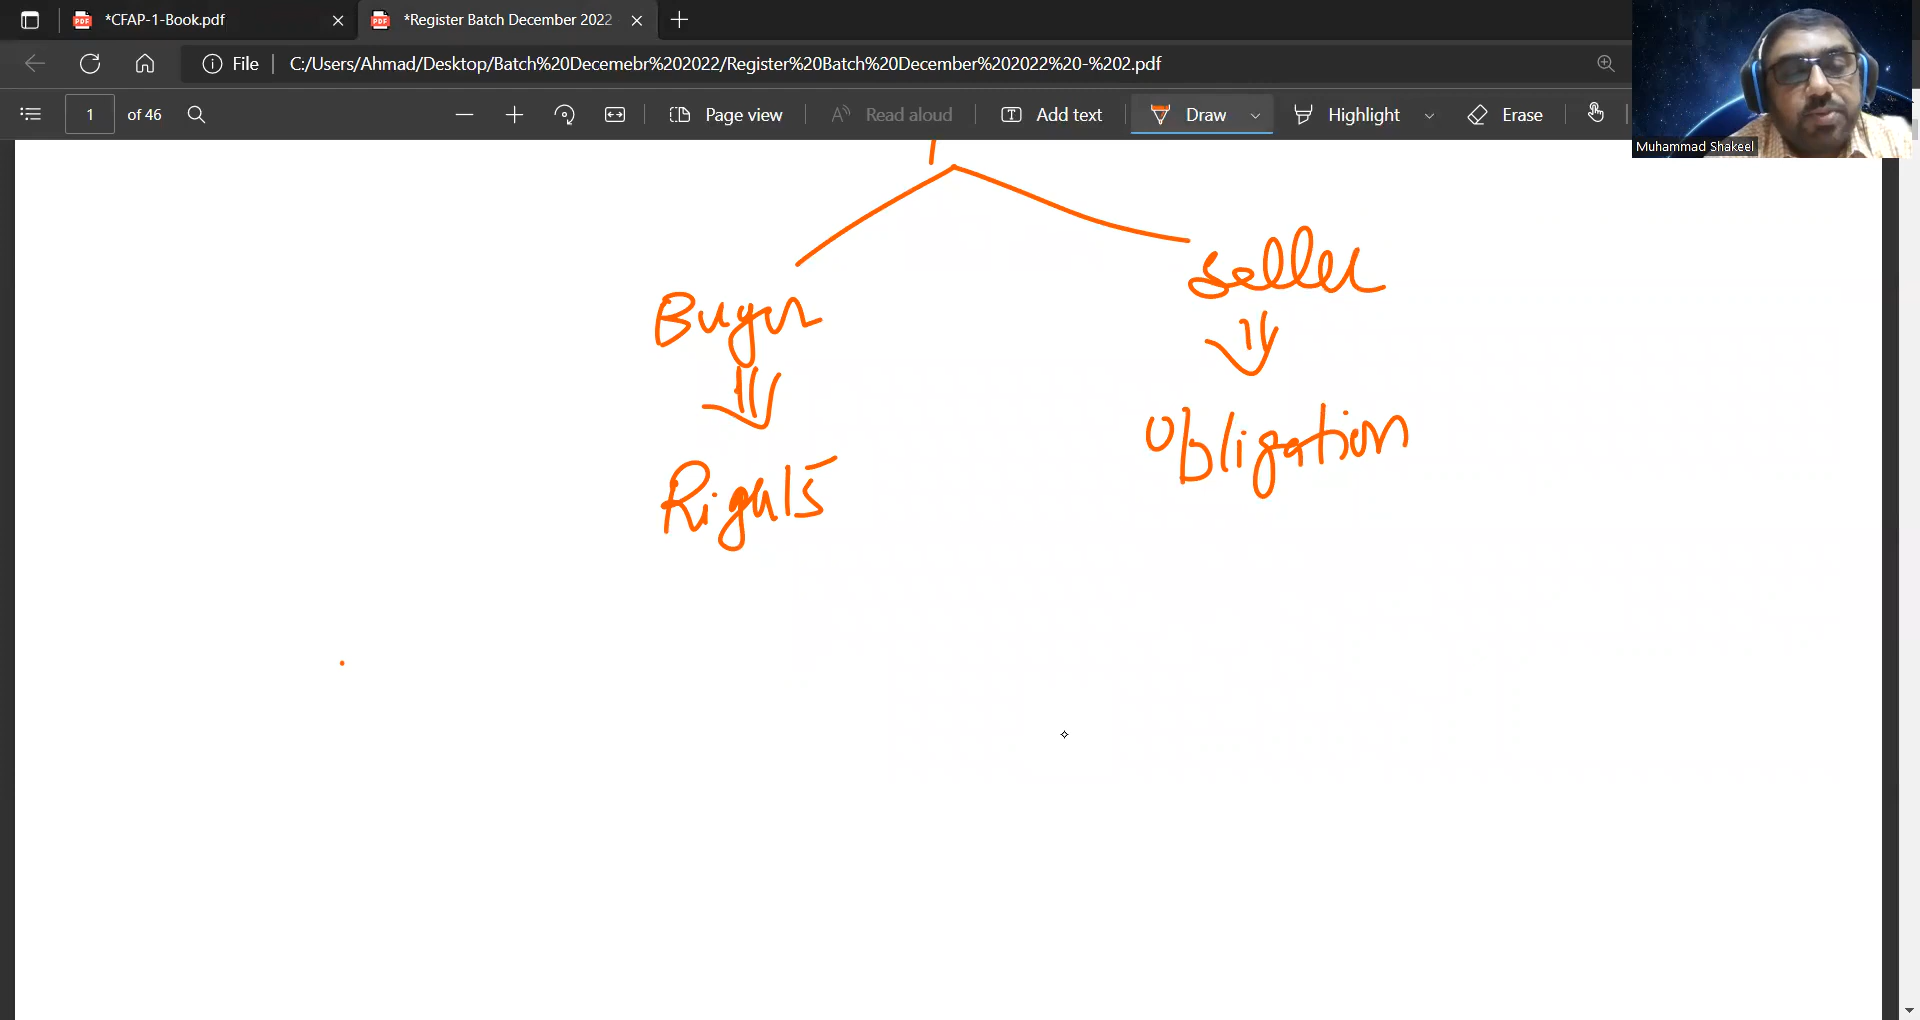 *CFAP-1-Book.pdf
*Register Batch December 2022
File
C:/Users/Ahmad/Desktop/Batch%20Decemebr%202022/Register%20Batch%20December%202022%20-%202.pdf
1 of 46
Page view
Read aloud
Add text
Draw
Highlight
Erase
Muhammad Shakeel
Buyer
Seller
Rights
Obligation